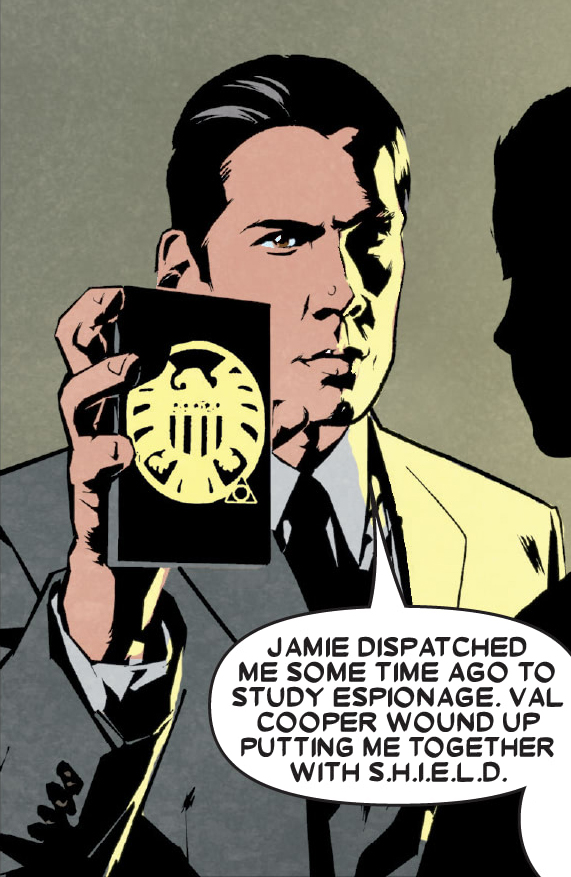 JAMIE DISPATCHED
ME SOME TIME AGO TO
STUDY ESPIONAGE. VAL
COOPER WOUND UP
PUTTING ME TOGETHER
WITH S.H.I.E.L.D.